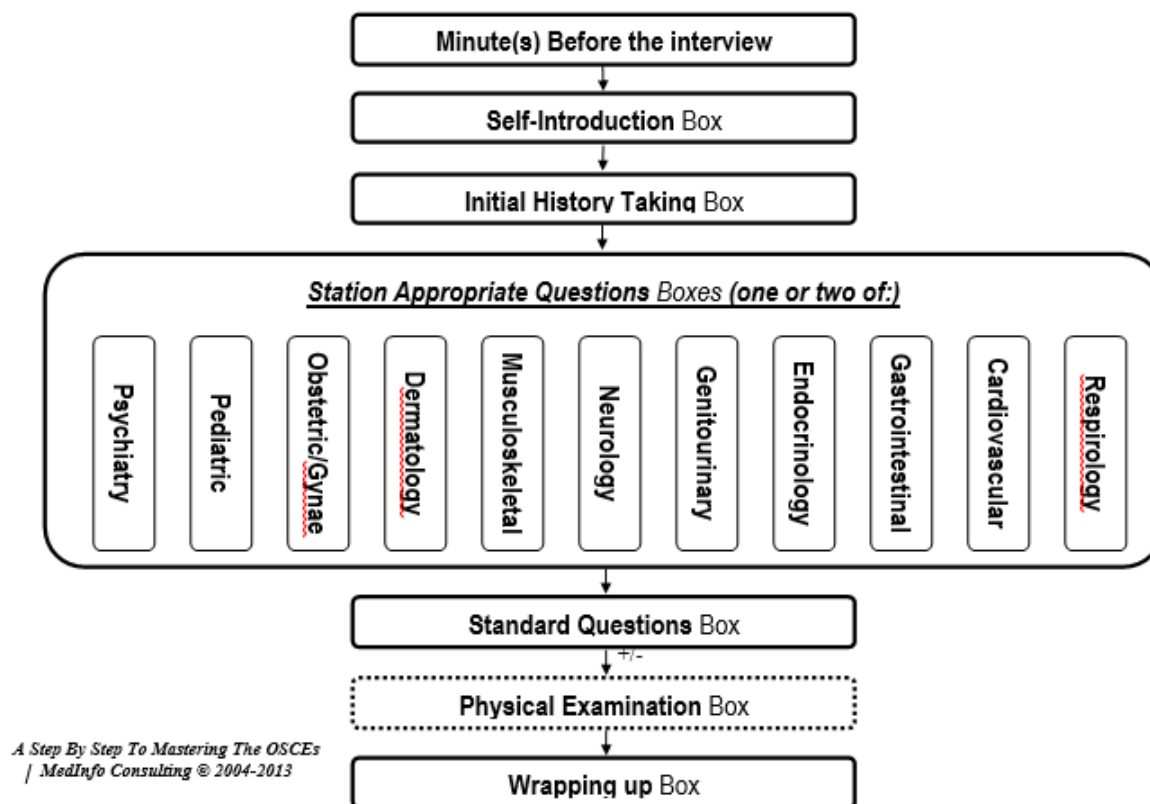 Minute(s) Before the interview
Self-Introduction Box
Initial History Taking Box
Station Appropriate Questions Boxes (one or two of:)
Psychiatry
Pediatric
Obstetric/Gynae
Dermatology
Musculoskeletal
Neurology
Genitourinary
Endocrinology
Gastrointestinal
Cardiovascular
Respirology
Standard Questions Box
+/-
Physical Examination Box
A Step By Step To Mastering The OSCEs
| MedInfo Consulting © 2004-2013
Wrapping up Box